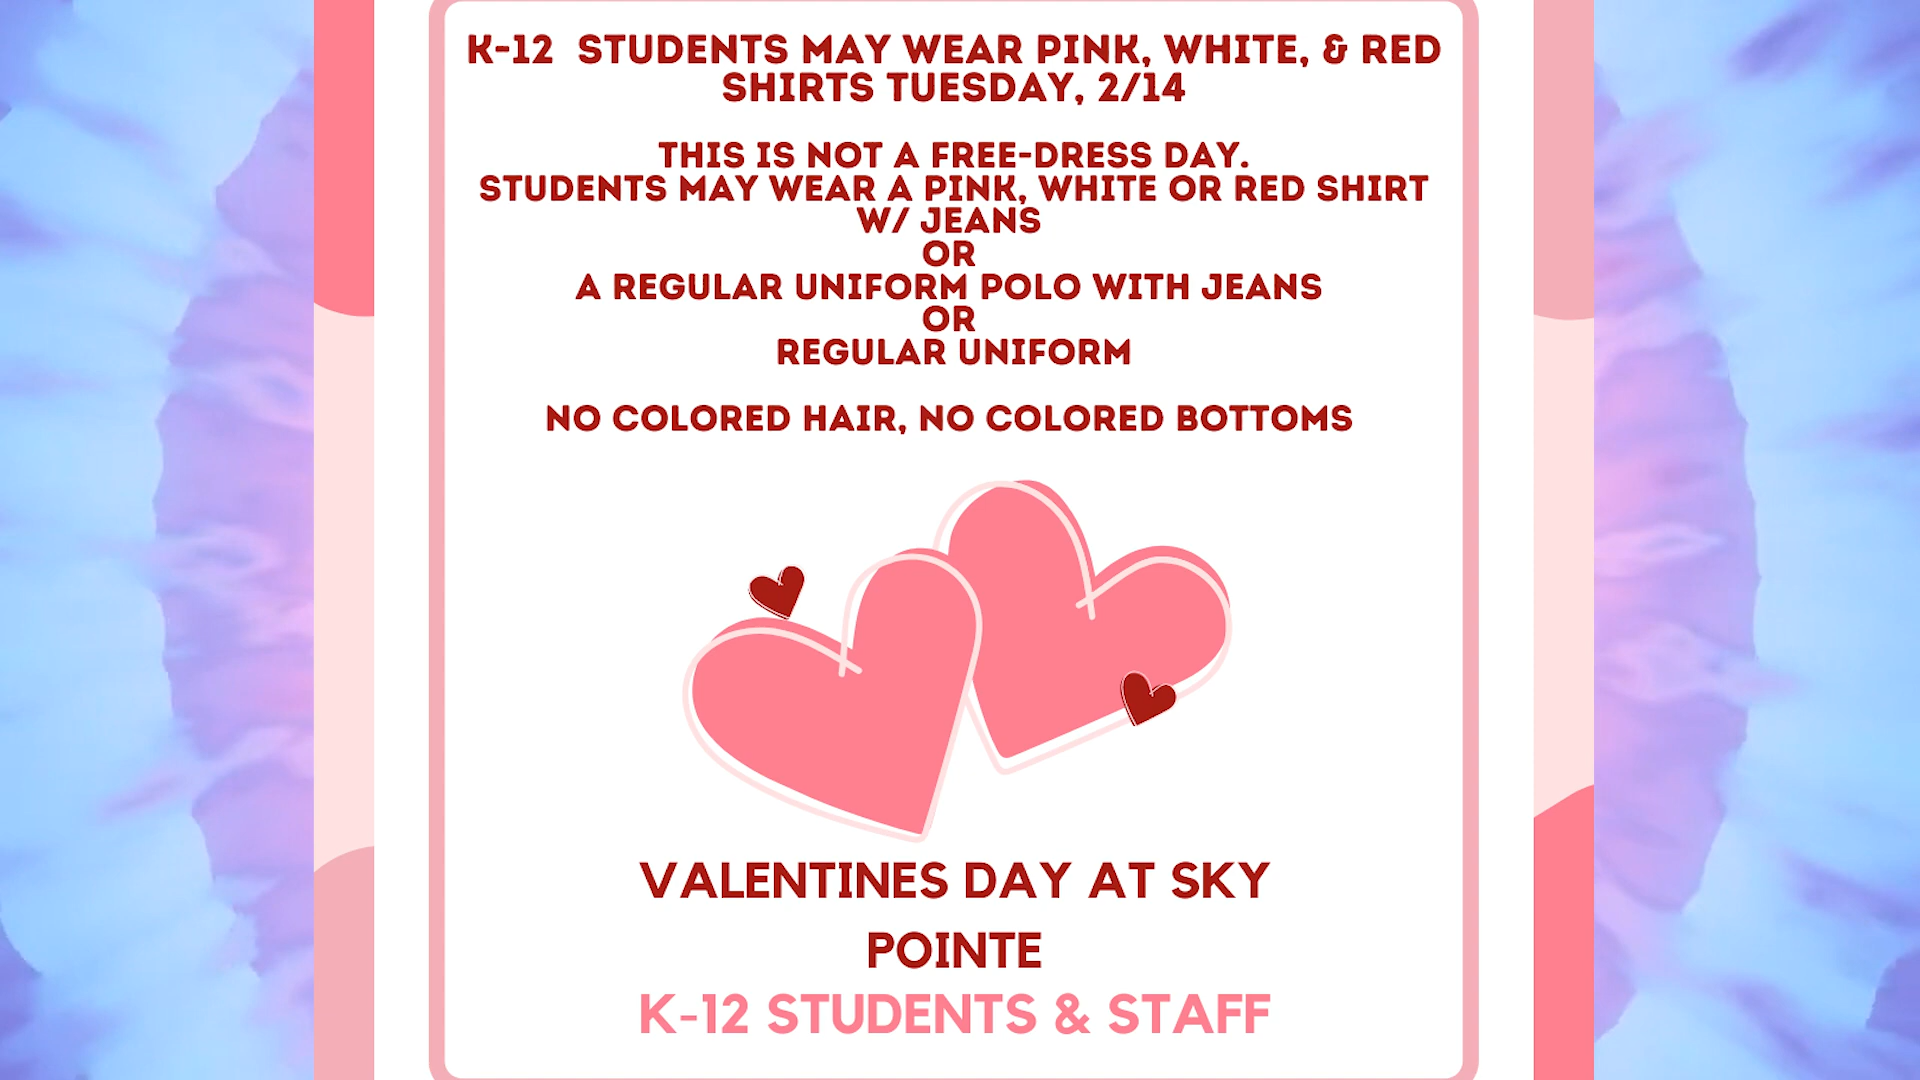 K-12 STUDENTS MAY WEAR PINK, WHITE, & RED
SHIRTS TUESDAY, 2/14
THIS IS NOT A FREE-DRESS DAY.
STUDENTS MAY WEAR A PINK, WHITE OR RED SHIRT
W/ JEANS
OR
A REGULAR UNIFORM POLO WITH JEANS
OR
REGULAR UNIFORM
NO COLORED HAIR, NO COLORED BOTTOMS
VALENTINES DAY AT SKY
POINTE
K-12 STUDENTS & STAFF